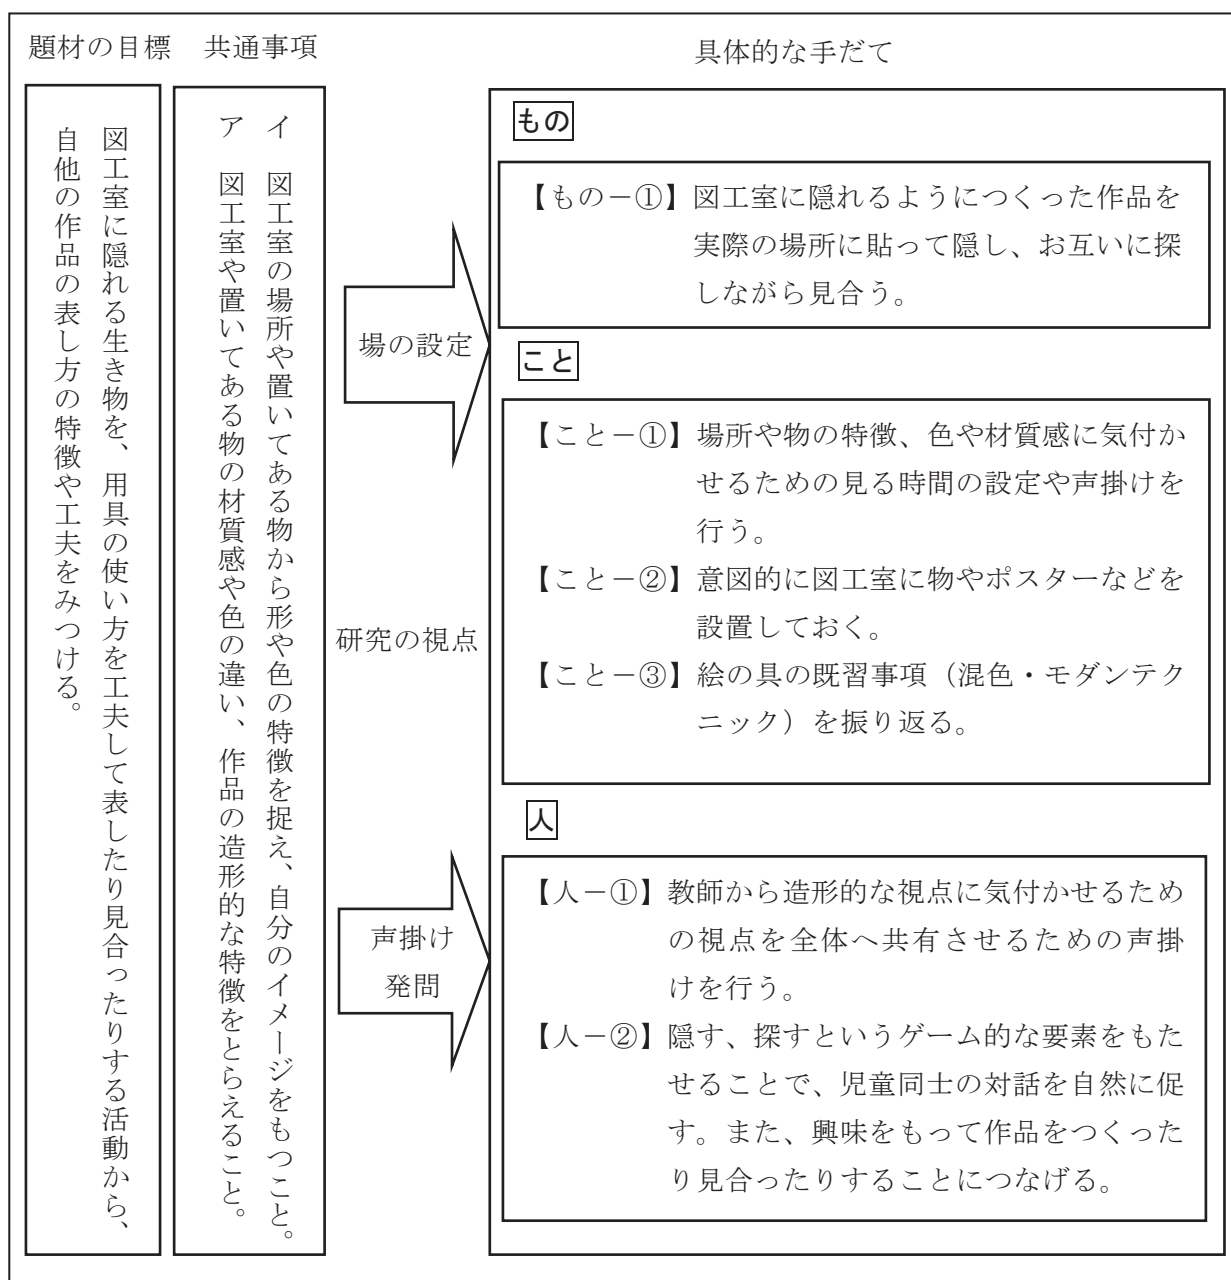 題材の目標
共通事項
具体的な手だて
図工室に隠れる生き物を、用具の使い方を工夫して表したり見合ったりする活動から、
自他の作品の表し方の特徴や工夫をみつける。
イ　図工室の場所や置いてある物から形や色の特徴を捉え、自分のイメージをもつこと。
ア　図工室や置いてある物の材質感や色の違い、作品の造形的な特徴をとらえること。
場の設定
研究の視点
声掛け
発問
もの
【もの－①】図工室に隠れるようにつくった作品を
実際の場所に貼って隠し、お互いに探
しながら見合う。
こと
【こと－①】場所や物の特徴、色や材質感に気付か
せるための見る時間の設定や声掛けを
行う。
【こと－②】意図的に図工室に物やポスターなどを
設置しておく。
【こと－③】絵の具の既習事項（混色・モダンテク
ニック）を振り返る。
人
【人－①】教師から造形的な視点に気付かせるため
の視点を全体へ共有させるための声掛
けを行う。
【人－②】隠す、探すというゲーム的な要素をもた
せることで、児童同士の対話を自然に促
す。また、興味をもって作品をつくった
り見合ったりすることにつなげる。